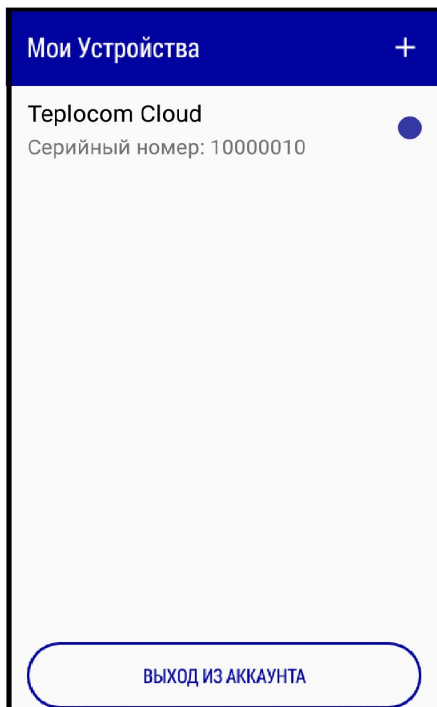 Мои Устройства +
Teplocom Cloud
Серийный номер: 10000010
ВЫХОД ИЗ АККАУНТА